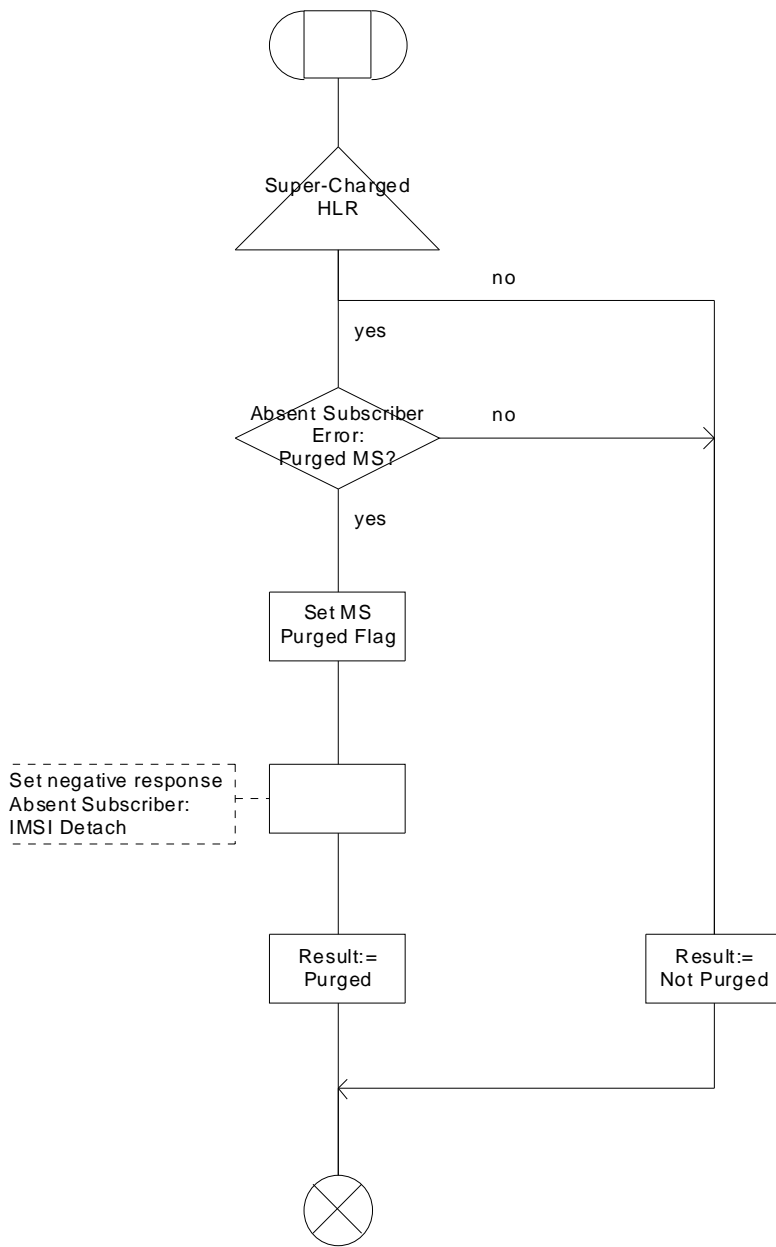 Super-Charged
HLR
no
yes
Absent Subscriber
Error:
Purged MS?
no
yes
Set MS
Purged Flag
Set negative response
Absent Subscriber:
IMSI Detach
Result:=
Purged
Result:=
Not Purged